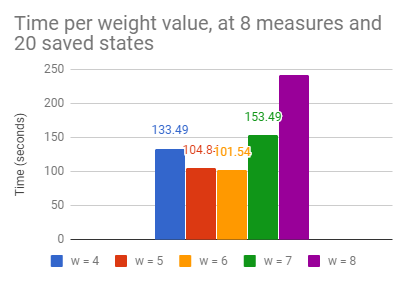 Time per weight value, at 8 measures and
20 saved states
250
200
150
100
50
0
Time (seconds)
133.49
104.8
101.54
153.49
w = 4
w = 5
w = 6
w = 7
w = 8